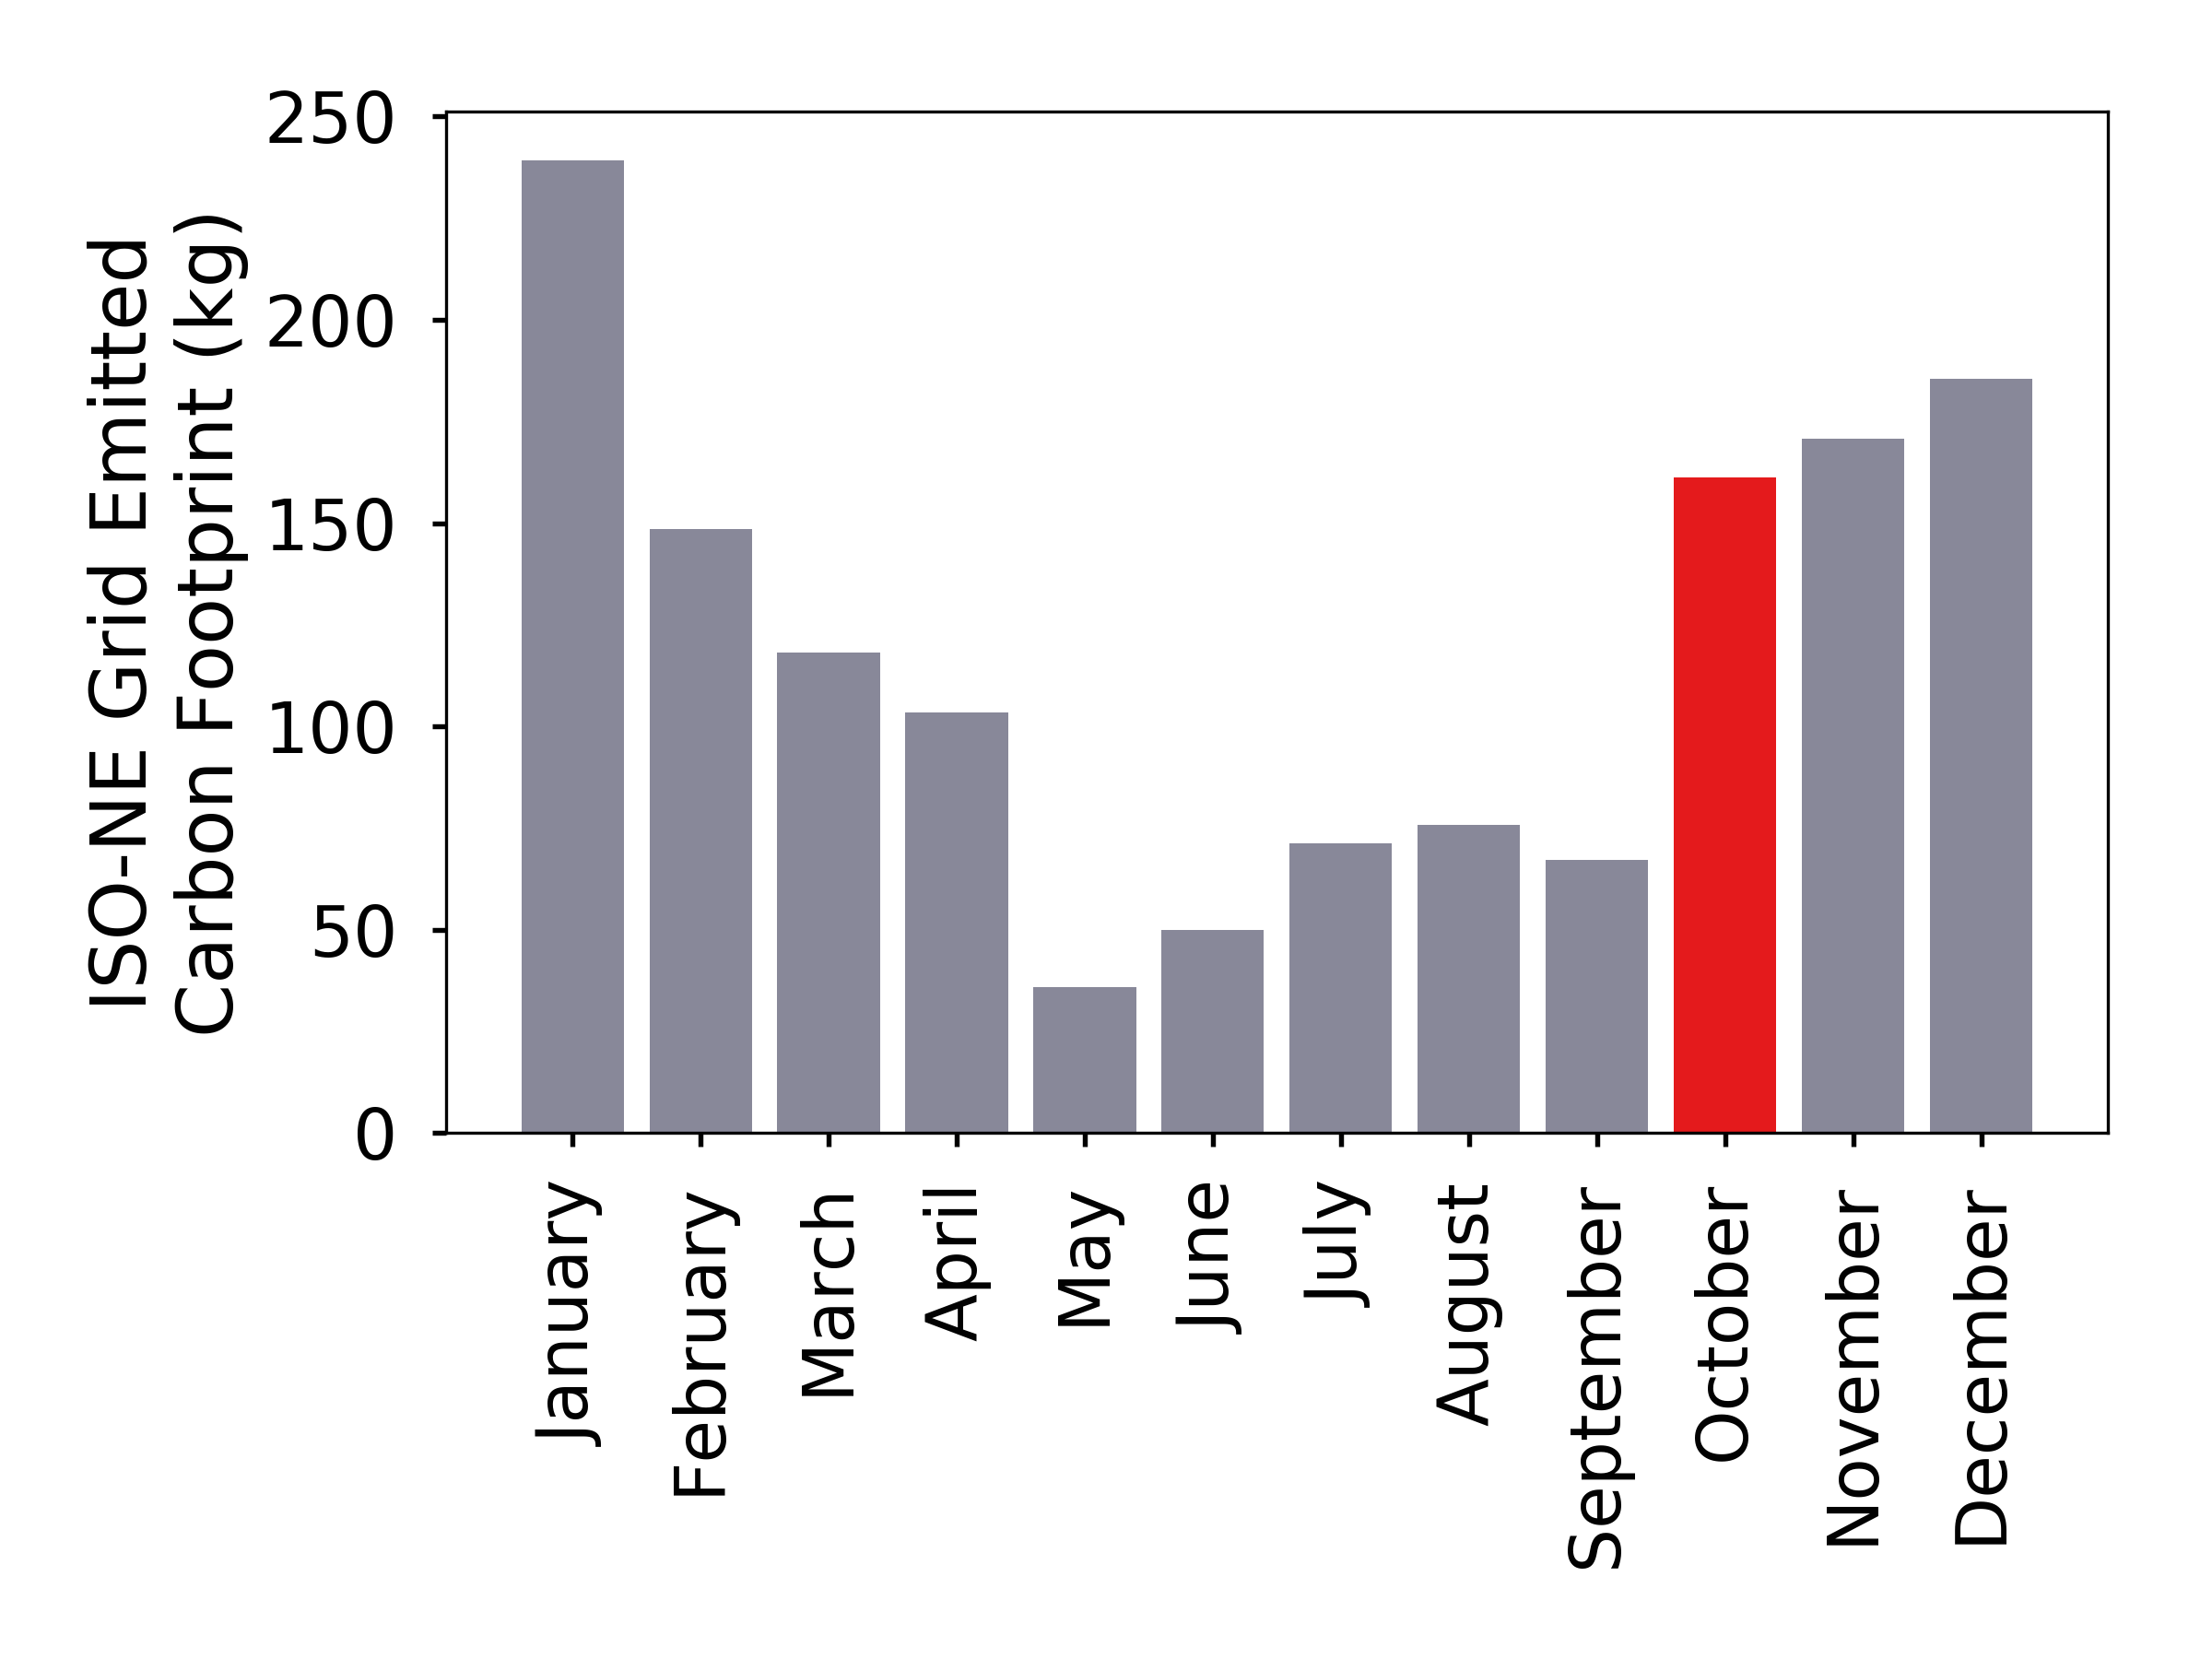 ISO-NE Grid Emitted
Carbon Footprint (kg)
250
200
150
100
50
0
January
February
March
April
May
June
July
August
September
October
November
December